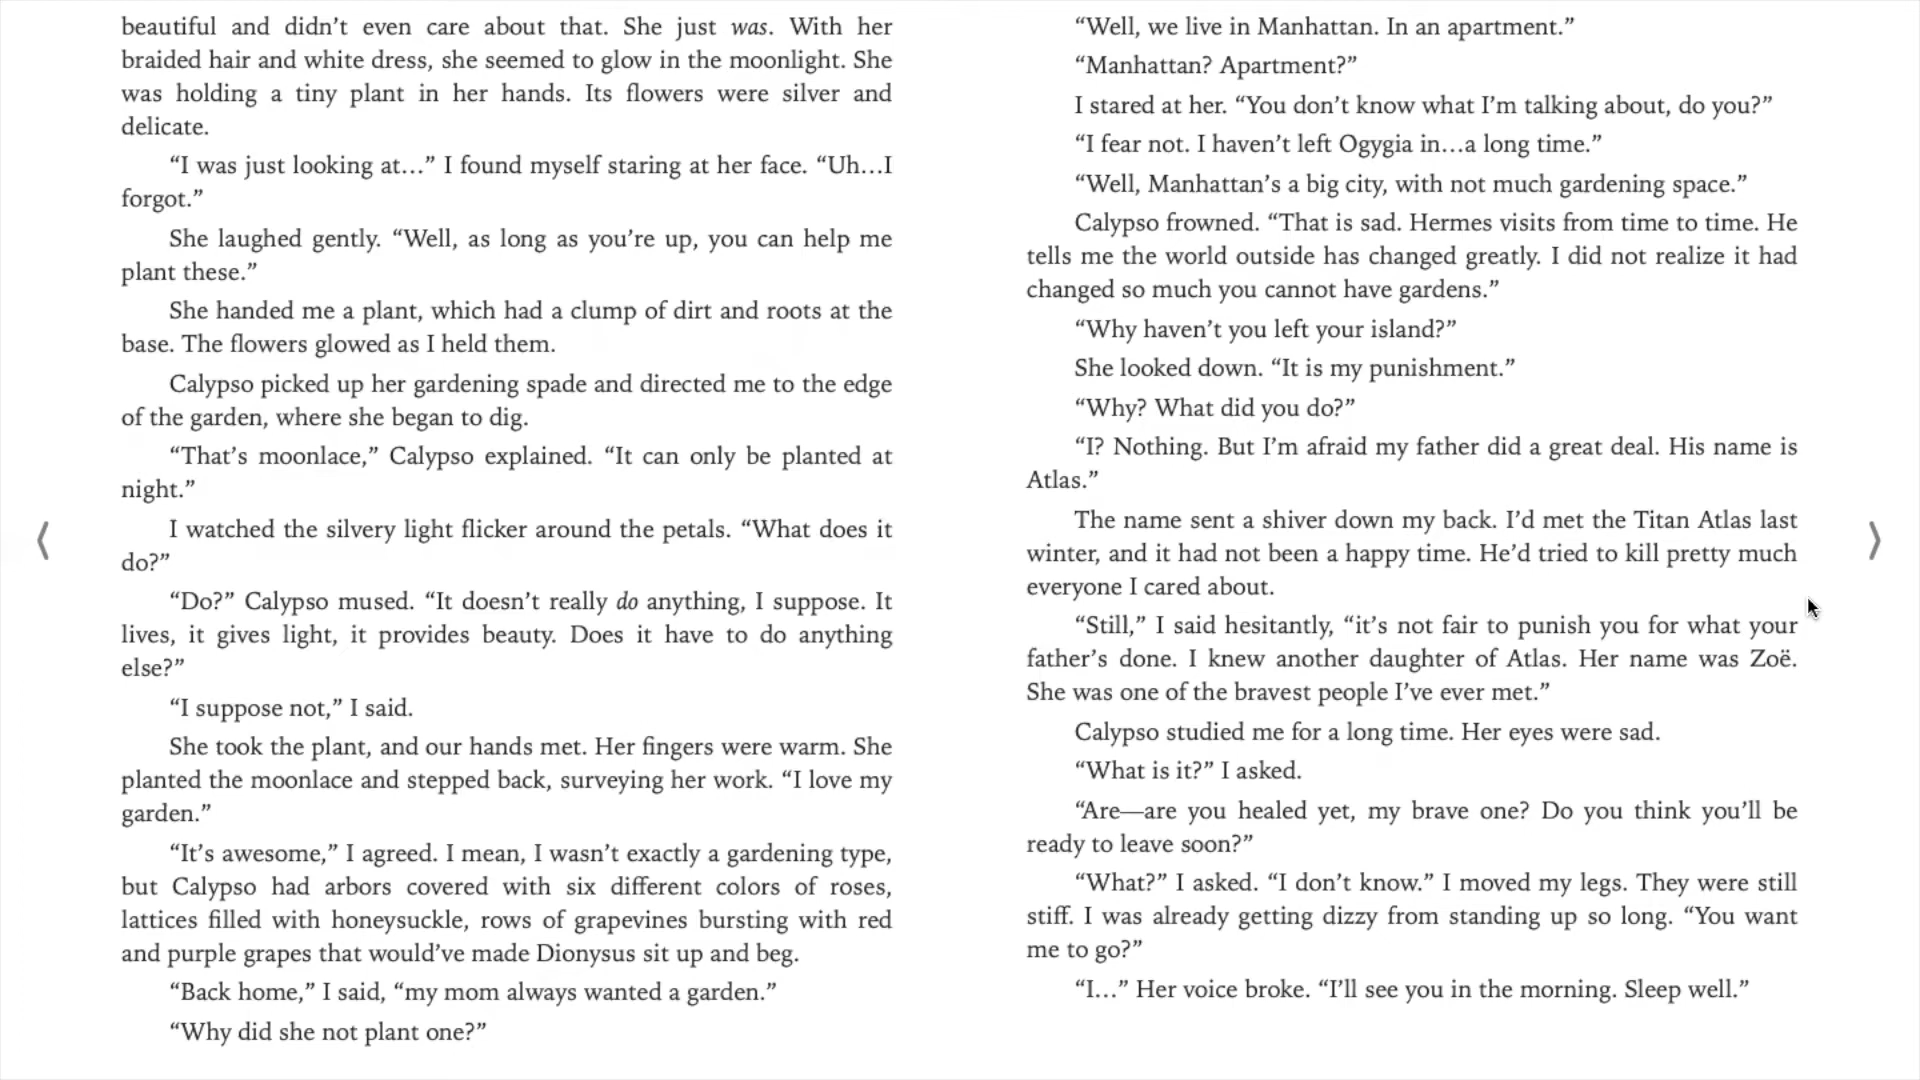 beautiful and didn’t even care about that. She just was. With her
braided hair and white dress, she seemed to glow in the moonlight. She
was holding a tiny plant in her hands. Its flowers were silver and
delicate.
“I was just looking at…” I found myself staring at her face. “Uh…I
forgot.”
She laughed gently. “Well, as long as you’re up, you can help me
plant these.”
She handed me a plant, which had a clump of dirt and roots at the
base. The flowers glowed as I held them.
Calypso picked up her gardening spade and directed me to the edge
of the garden, where she began to dig.
“That’s moonlace,” Calypso explained. “It can only be planted at
night.”
I watched the silvery light flicker around the petals. “What does it
do?”
“Do?” Calypso mused. “It doesn’t really do anything, I suppose. It
lives, it gives light, it provides beauty. Does it have to do anything
else?”
“I suppose not,” I said.
She took the plant, and our hands met. Her fingers were warm. She
planted the moonlace and stepped back, surveying her work. “I love my
garden.”
“It’s awesome,” I agreed. I mean, I wasn’t exactly a gardening type,
but Calypso had arbors covered with six different colors of roses,
lattices filled with honeysuckle, rows of grapevines bursting with red
and purple grapes that would’ve made Dionysus sit up and beg.
“Back home,” I said, “my mom always wanted a garden.”
“Why did she not plant one?”
“Well, we live in Manhattan. In an apartment.”
“Manhattan? Apartment?”
I stared at her. “You don’t know what I’m talking about, do you?”
“I fear not. I haven’t left Ogygia in…a long time.”
“Well, Manhattan’s a big city, with not much gardening space.”
Calypso frowned. “That is sad. Hermes visits from time to time. He
tells me the world outside has changed greatly. I did not realize it had
changed so much you cannot have gardens.”
“Why haven’t you left your island?”
She looked down. “It is my punishment.”
“Why? What did you do?”
“I? Nothing. But I’m afraid my father did a great deal. His name is
Atlas.”
The name sent a shiver down my back. I’d met the Titan Atlas last
winter, and it had not been a happy time. He’d tried to kill pretty much
everyone I cared about.
“Still,” I said hesitantly, “it’s not fair to punish you for what your
father’s done. I knew another daughter of Atlas. Her name was Zoë.
She was one of the bravest people I’ve ever met.”
Calypso studied me for a long time. Her eyes were sad.
“What is it?” I asked.
“Are—are you healed yet, my brave one? Do you think you’ll be
ready to leave soon?”
“What?” I asked. “I don’t know.” I moved my legs. They were still
stiff. I was already getting dizzy from standing up so long. “You want
me to go?”
“I…” Her voice broke. “I’ll see you in the morning. Sleep well.”